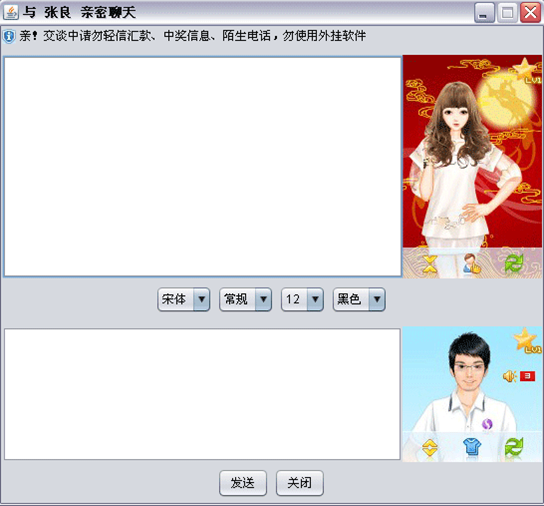 与 张良 亲密聊天
亲! 交谈中请勿轻信汇款、中奖信息、陌生电话,勿使用外挂软件
LV1
宋体 常规 12 黑色
LV1
3
发送 关闭